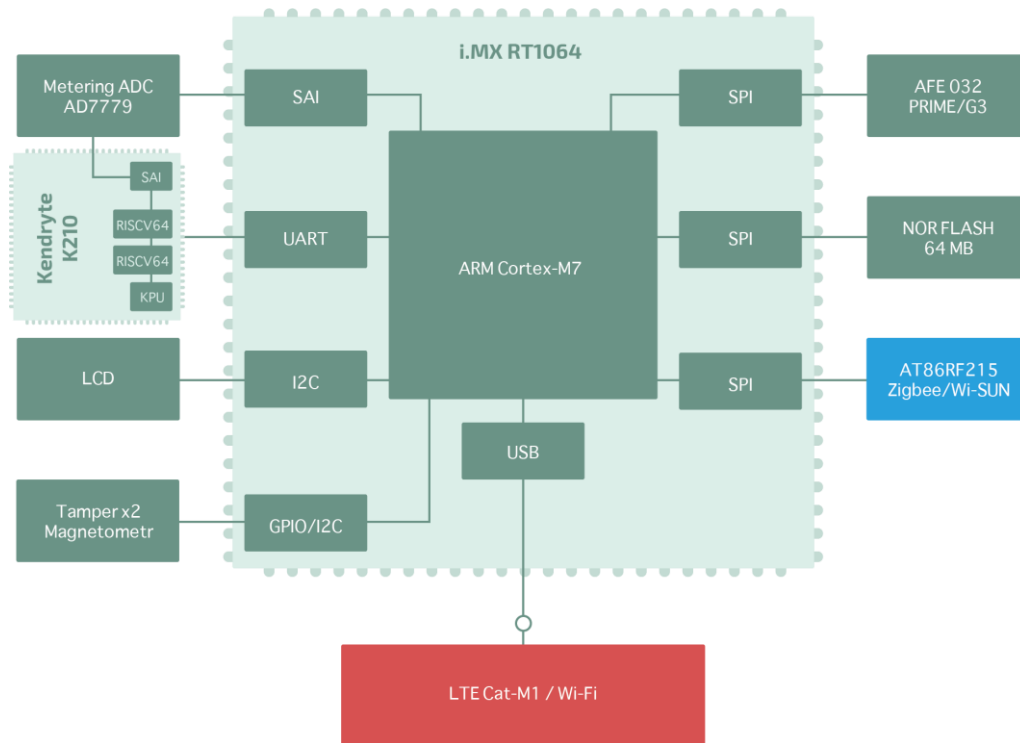 i.MX RT1064
Metering ADC
AD7779
SAI
SPI
AFE 032
PRIME/G3
Kendryte
K210
SAI
RISCV64
RISCV64
KPU
UART
ARM Cortex-M7
SPI
NOR FLASH
64 MB
LCD
I2C
SPI
AT86RF215
Zigbee/Wi-SUN
USB
Tamper x2
Magnetometr
GPIO/I2C
LTE Cat-M1 / Wi-Fi